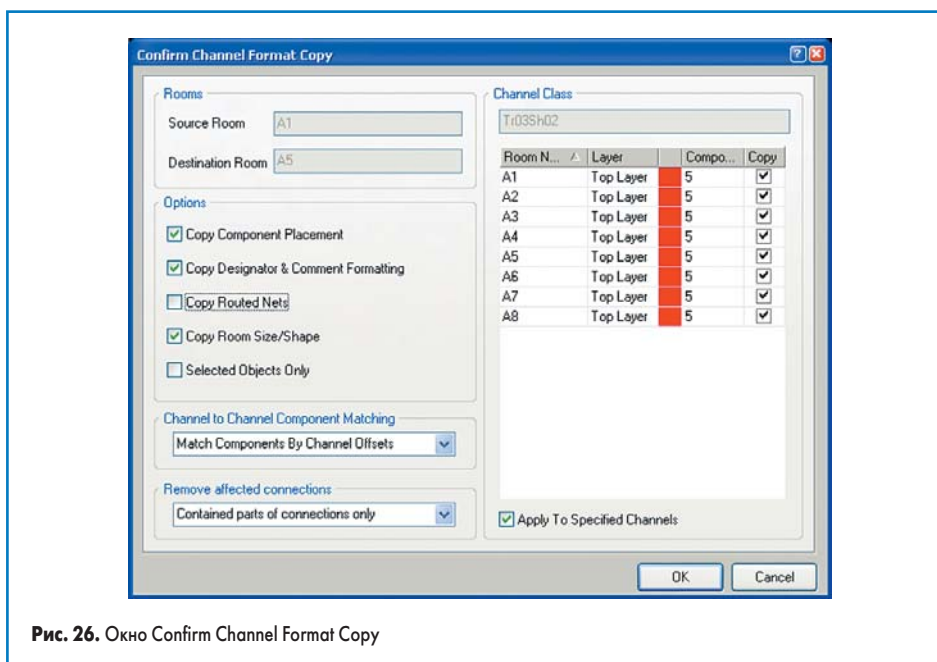 Confirm Channel Format Copy
Rooms
Source Room A1
Destination Room A5
Options
Copy Component Placement
Copy Designator & Comment Formatting
Copy Routed Nets
Copy Room Size/Shape
Selected Objects Only
Channel to Channel Component Matching
Match Components By Channel Offsets
Remove affected connections
Contained parts of connections only
Channel Class
Tr03Sh02
Room N... Layer Compo... Copy
A1 Top Layer 5
A2 Top Layer 5
A3 Top Layer 5
A4 Top Layer 5
A5 Top Layer 5
A6 Top Layer 5
A7 Top Layer 5
A8 Top Layer 5
Apply To Specified Channels
OK Cancel
Рис. 26. Окно Confirm Channel Format Copy